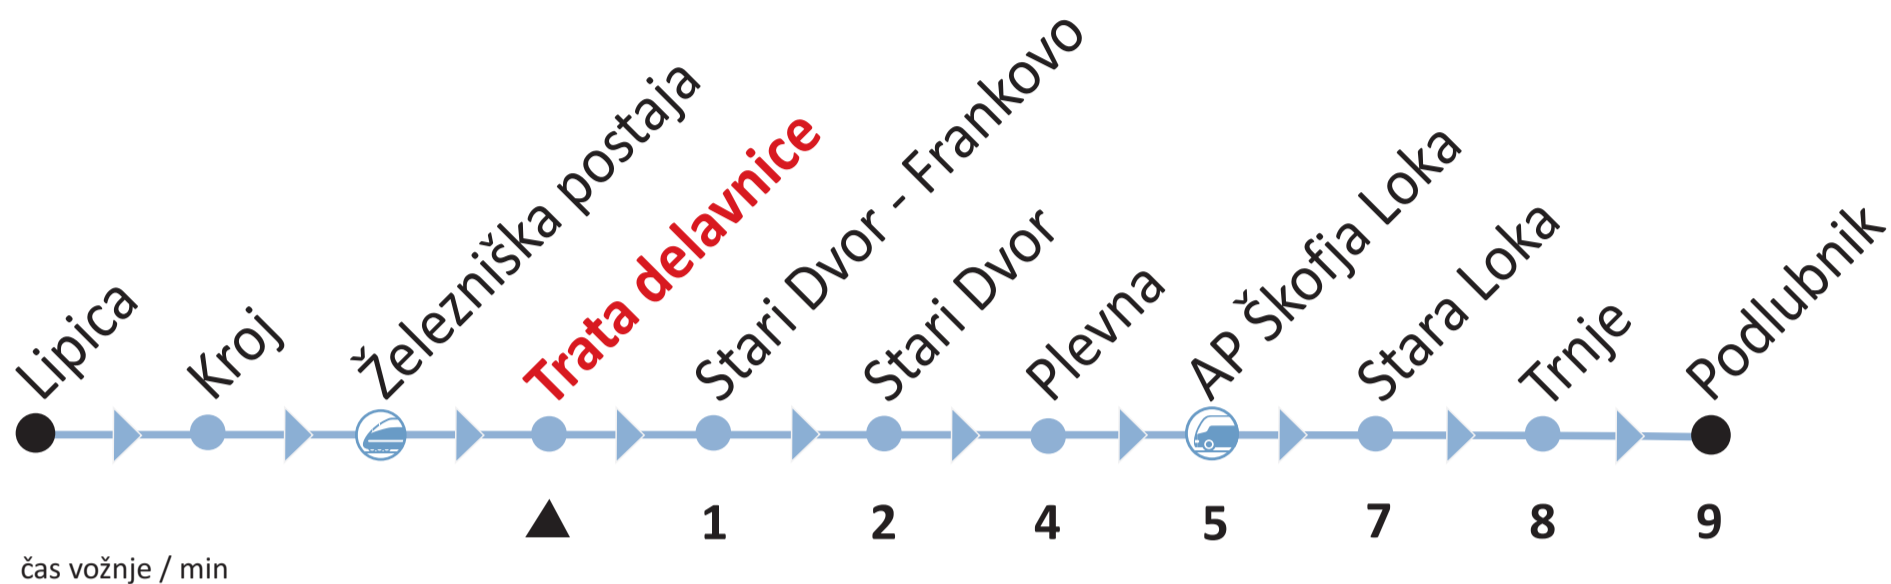 Lipica
Kroj
Železniška postaja
Trata delavnice
Stari Dvor - Frankovo
Stari Dvor
Plevna
AP Škofja Loka
Stara Loka
Trnje
Podlubnik
1 2 4 5 7 8 9
čas vožnje / min